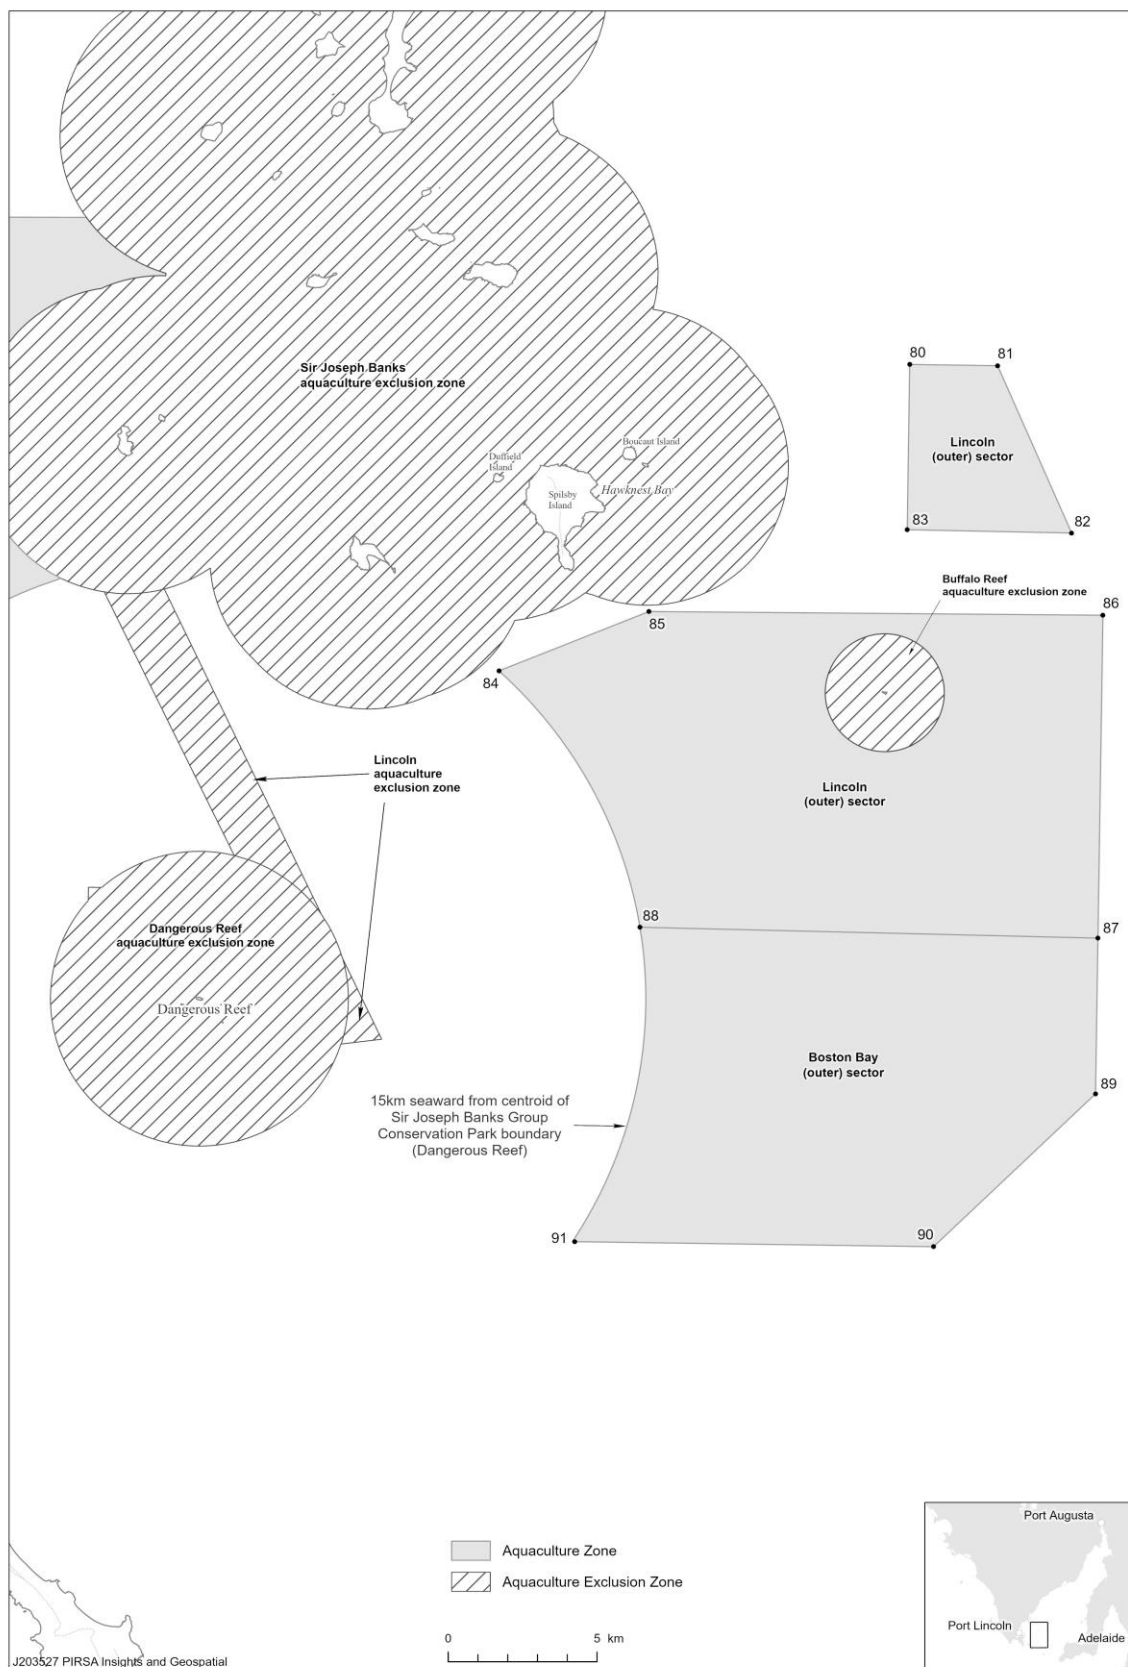 80
81
Sir Joseph Banks
aquaculture exclusion zone
Lincoln
(outer) sector
Boucaut Island
Duffield
Island
Hawknest Bay
Spilsby
Island
83
82
Buffalo Reef
aquaculture exclusion zone
85
86
84
Lincoln
aquaculture
exclusion zone
Lincoln
(outer) sector
88
87
Dangerous Reef
aquaculture exclusion zone
Dangerous Reef
Boston Bay
(outer) sector
89
15km seaward from centroid of
Sir Joseph Banks Group
Conservation Park boundary
(Dangerous Reef)
91
90
Port Augusta
Port Lincoln
Adelaide
Aquaculture Zone
Aquaculture Exclusion Zone
0 5 km
J203527 PIRSA Insights and Geospatial